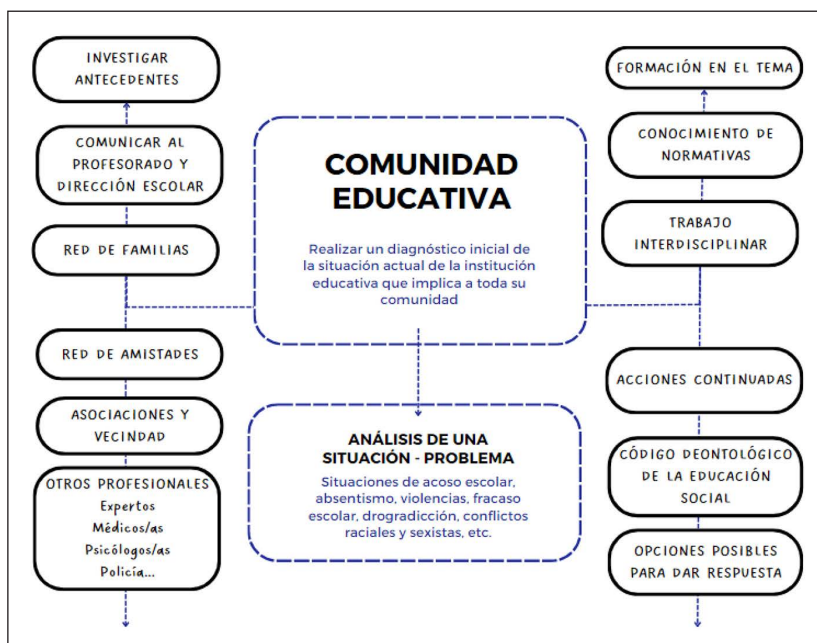 INVESTIGAR
ANTECEDENTES
COMUNICAR AL
PROFESORADO Y
DIRECCIÓN ESCOLAR
RED DE FAMILIAS
RED DE AMISTADES
ASOCIACIONES Y
VECINDAD
OTROS PROFESIONALES
Expertos
Médicos/as
Psicólogos/as
Policía...
COMUNIDAD
EDUCATIVA
Realizar un diagnóstico inicial de
la situación actual de la institución
educativa que implica a toda su
comunidad
ANÁLISIS DE UNA
SITUACIÓN - PROBLEMA
Situaciones de acoso escolar,
absentismo, violencias, fracaso
escolar, drogradicción, conflictos
raciales y sexistas, etc.
FORMACIÓN EN EL TEMA
CONOCIMIENTO DE
NORMATIVAS
TRABAJO
INTERDISCIPLINAR
ACCIONES CONTINUADAS
CÓDIGO DEONTOLÓGICO
DE LA EDUCACIÓN
SOCIAL
OPCIONES POSIBLES
PARA DAR RESPUESTA